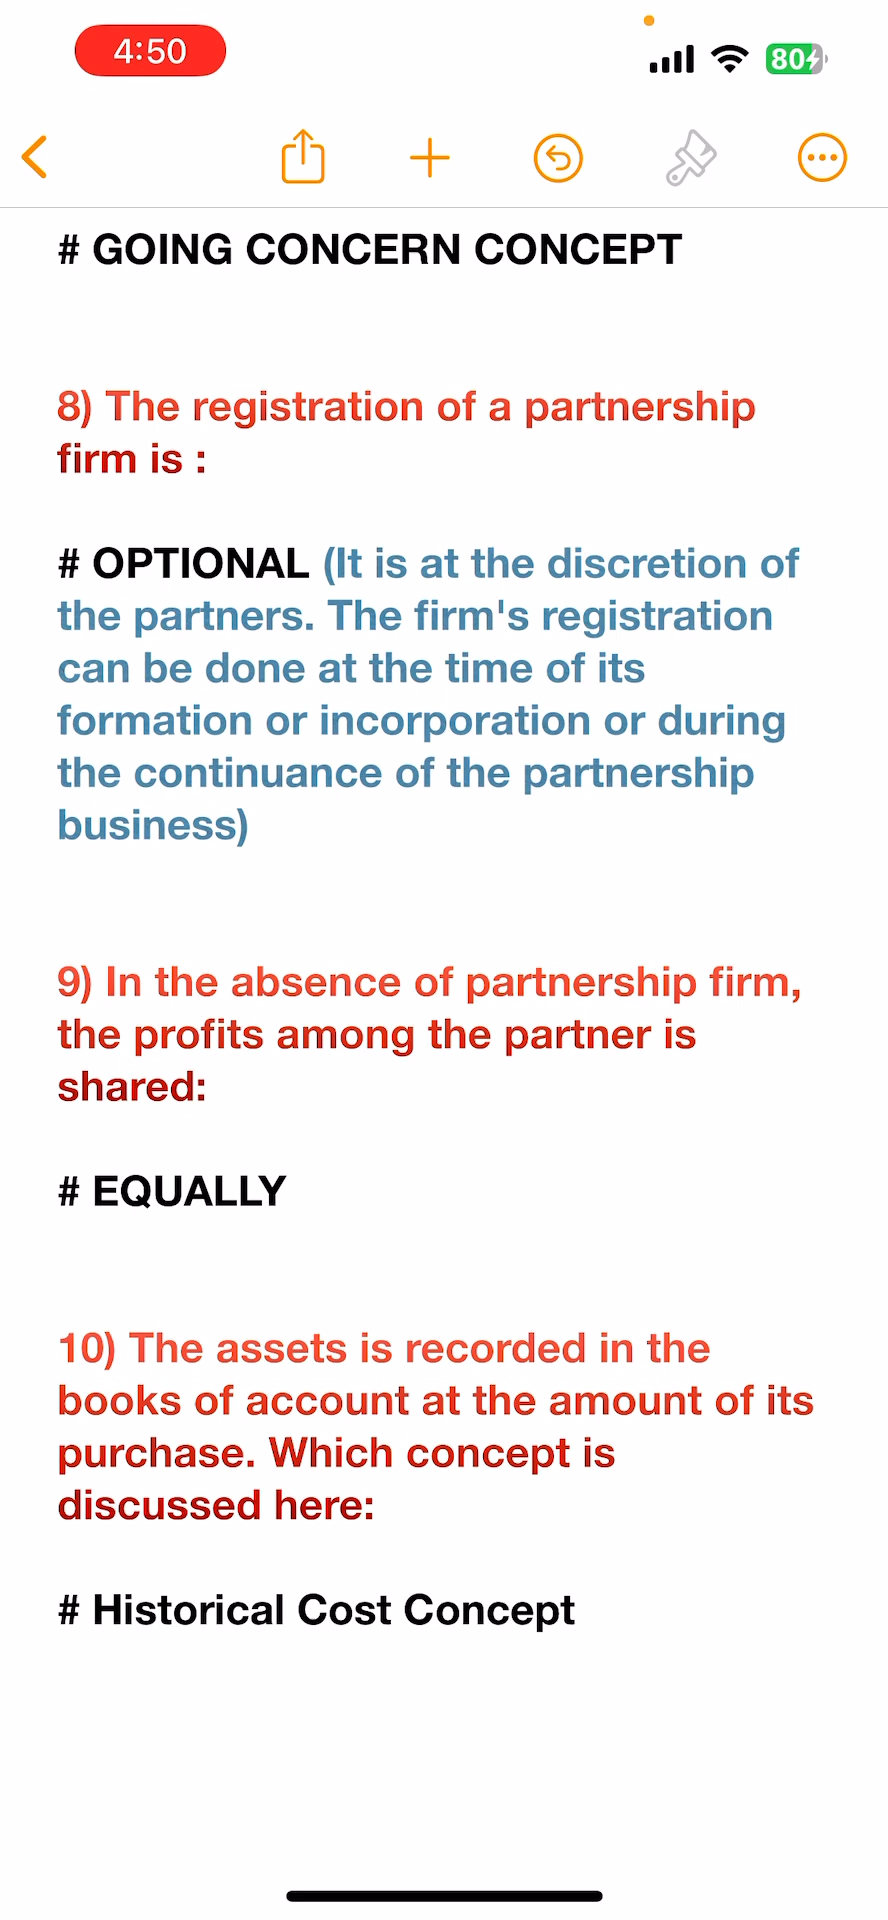 4:50
80
# GOING CONCERN CONCEPT
8) The registration of a partnership
firm is :
# OPTIONAL (It is at the discretion of
the partners. The firm's registration
can be done at the time of its
formation or incorporation or during
the continuance of the partnership
business)
9) In the absence of partnership firm,
the profits among the partner is
shared:
# EQUALLY
10) The assets is recorded in the
books of account at the amount of its
purchase. Which concept is
discussed here:
# Historical Cost Concept